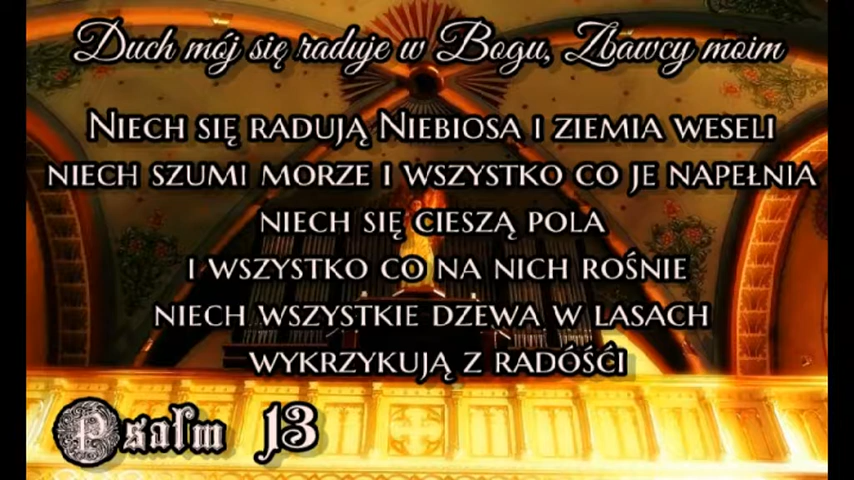 Duch mój się raduje w Bogu, Zbawcy moim
Niech się radują Niebiosa i ziemia weseli
niech szumi morze i wszystko co je napełnia
niech się cieszą pola
i wszystko co na nich rośnie
niech wszystkie dzewa w lasach
wykrzykują z radóśći
Psalm 13